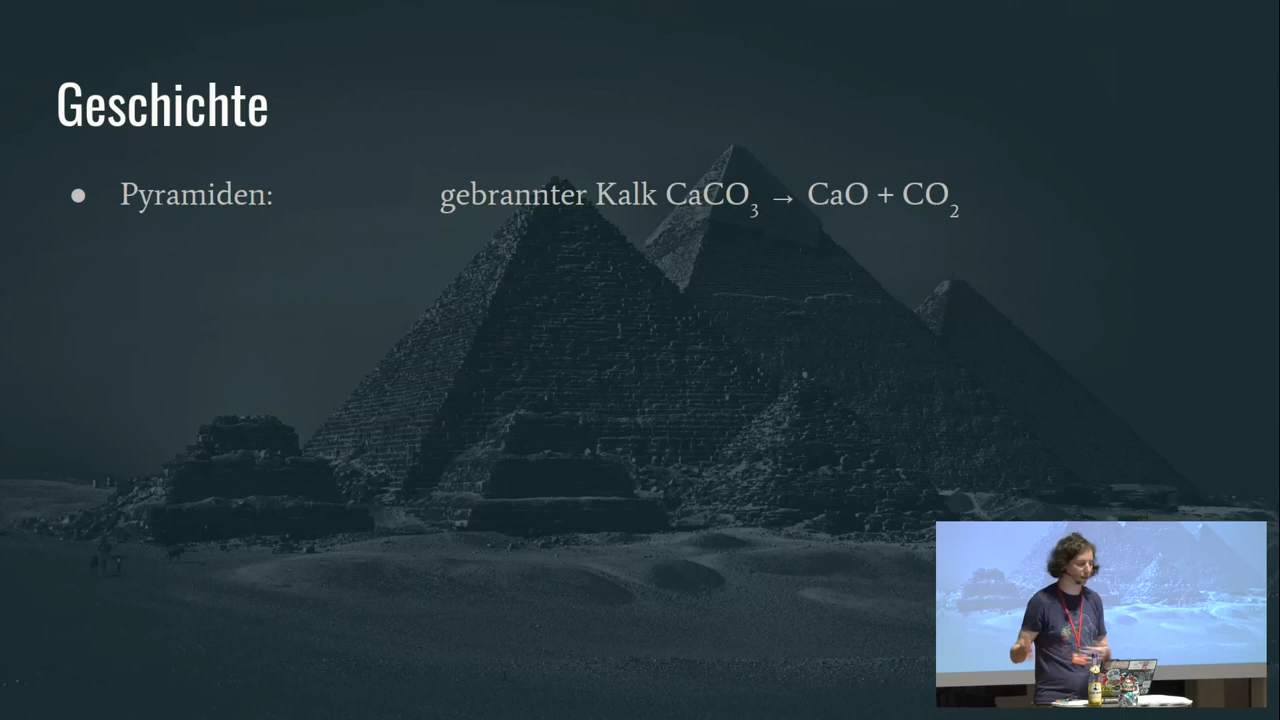 Geschichte
● Pyramiden: gebrannter Kalk CaCO₃ → CaO + CO₂